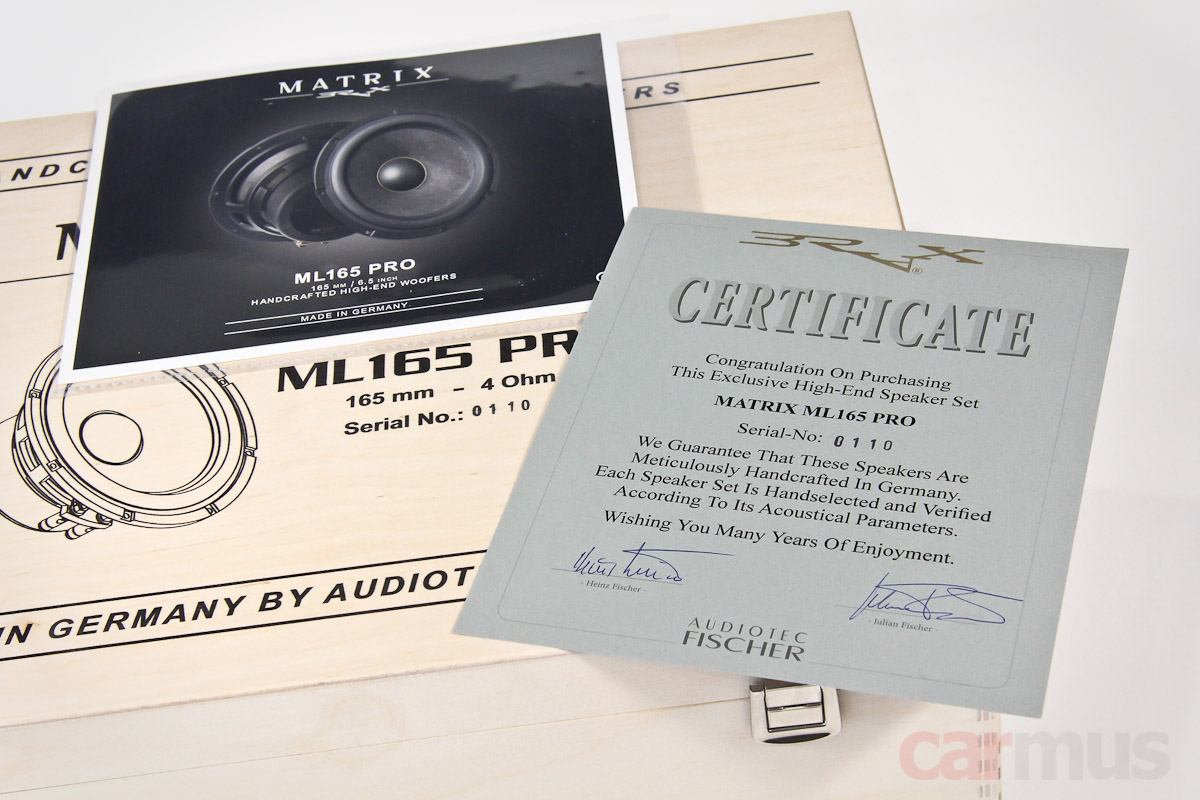 MATRIX
BRAX
ML165 PRO
165 MM / 6.5 INCH
HANDCRAFTED HIGH-END WOOFERS
MADE IN GERMANY
NDC
ERS
M
ML165 PR
165 mm - 4 Ohm
Serial No.: 0110
IN GERMANY BY AUDIOT
BRAX®
CERTIFICATE
Congratulation On Purchasing
This Exclusive High-End Speaker Set
MATRIX ML165 PRO
Serial-No: 0110
We Guarantee That These Speakers Are
Meticulously Handcrafted In Germany.
Each Speaker Set Is Handselected and Verified
According To Its Acoustical Parameters.
Wishing You Many Years Of Enjoyment.
- Heinz Fischer -
- Julian Fischer -
AUDIOTEC
FISCHER
carmus